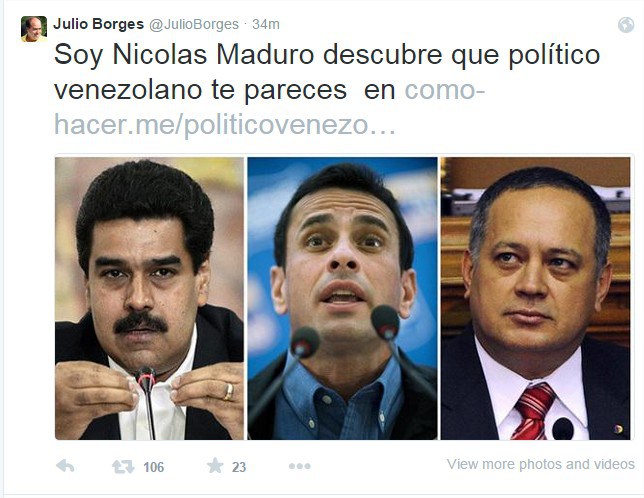 Julio Borges @JulioBorges · 34m
Soy Nicolas Maduro descubre que político
venezolano te pareces en como-
hacer.me/politicovenezo…
106 23 ••• View more photos and videos